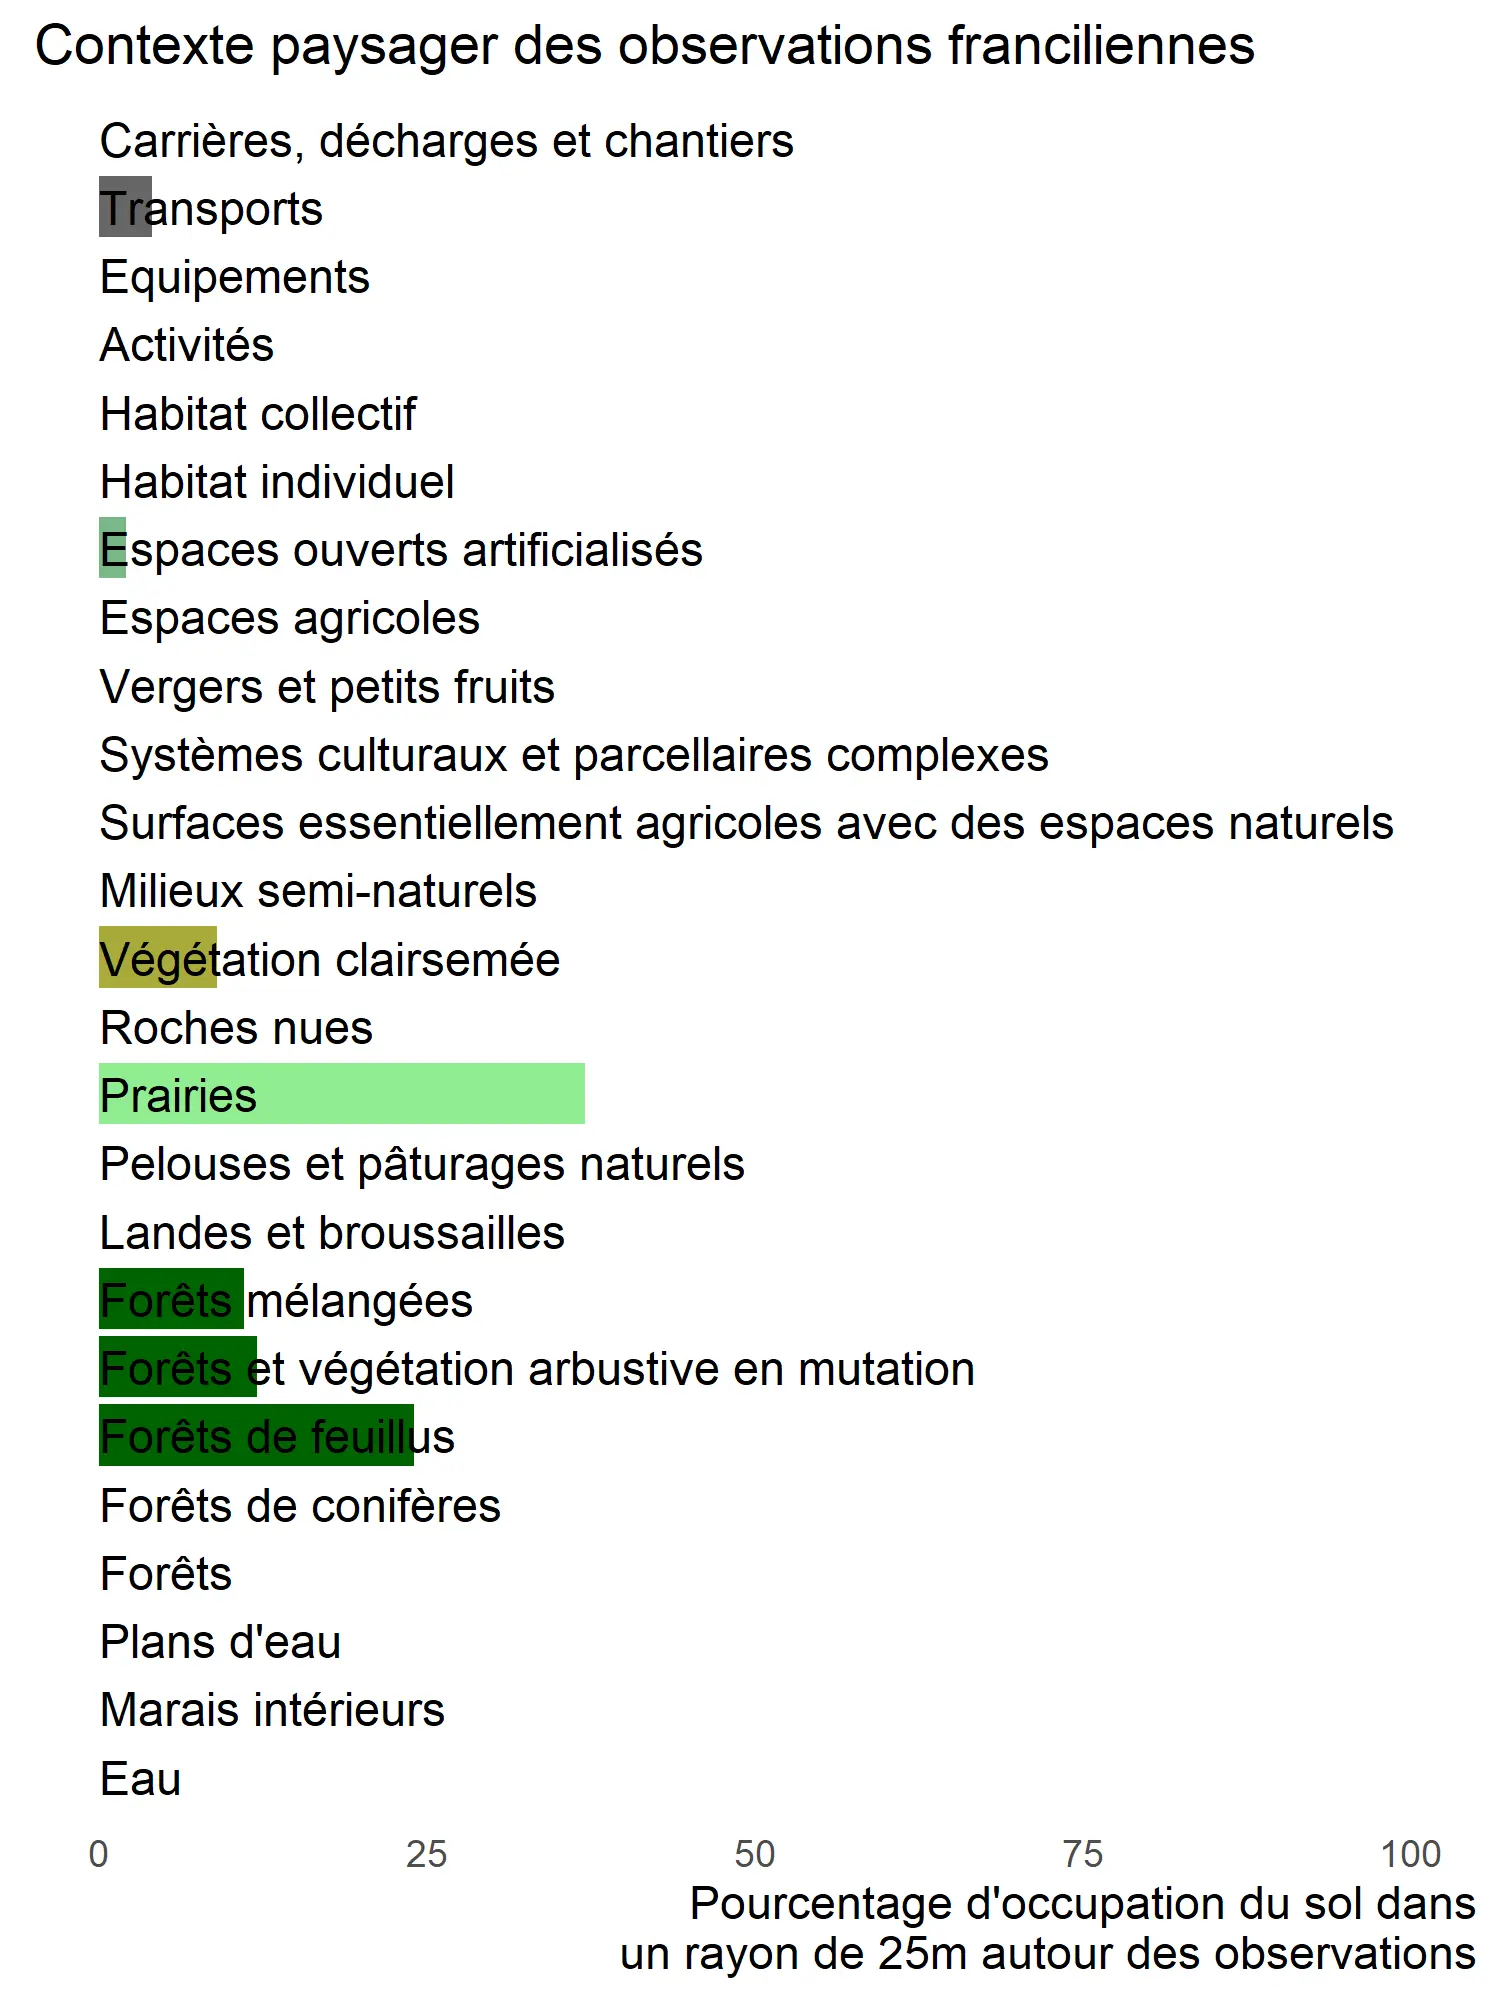 Contexte paysager des observations franciliennes
Carrières, décharges et chantiers
Transports
Equipements
Activités
Habitat collectif
Habitat individuel
Espaces ouverts artificialisés
Espaces agricoles
Vergers et petits fruits
Systèmes culturaux et parcellaires complexes
Surfaces essentiellement agricoles avec des espaces naturels
Milieux semi-naturels
Végétation clairsemée
Roches nues
Prairies
Pelouses et pâturages naturels
Landes et broussailles
Forêts mélangées
Forêts et végétation arbustive en mutation
Forêts de feuillus
Forêts de conifères
Forêts
Plans d'eau
Marais intérieurs
Eau
0 25 50 75 100
Pourcentage d'occupation du sol dans
un rayon de 25m autour des observations